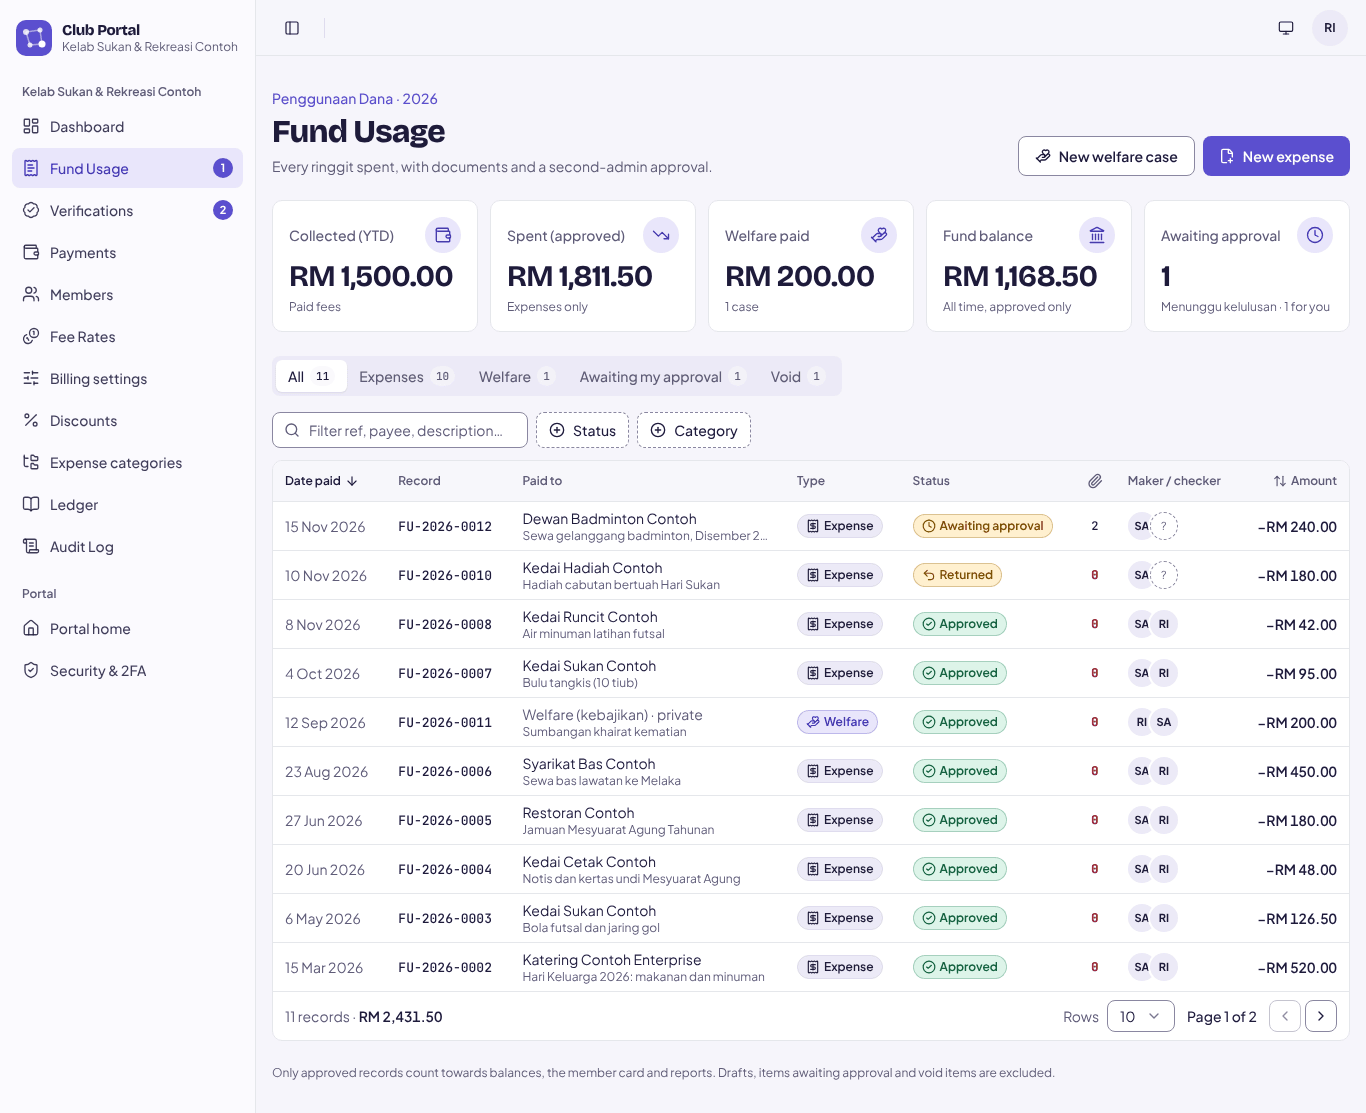 Club Portal
Kelab Sukan & Rekreasi Contoh
Kelab Sukan & Rekreasi Contoh
Dashboard
Fund Usage 1
Verifications 2
Payments
Members
Fee Rates
Billing settings
Discounts
Expense categories
Ledger
Audit Log
Portal
Portal home
Security & 2FA
RI
Penggunaan Dana · 2026
Fund Usage
Every ringgit spent, with documents and a second-admin approval.
New welfare case
New expense
Collected (YTD)
RM 1,500.00
Paid fees
Spent (approved)
RM 1,811.50
Expenses only
Welfare paid
RM 200.00
1 case
Fund balance
RM 1,168.50
All time, approved only
Awaiting approval
1
Menunggu kelulusan · 1 for you
All 11 Expenses 10 Welfare 1 Awaiting my approval 1 Void 1
Filter ref, payee, description… Status Category
Date paid Record Paid to Type Status Maker / checker Amount
15 Nov 2026 FU-2026-0012 Dewan Badminton Contoh Expense Awaiting approval 2 SA ? −RM 240.00
Sewa gelanggang badminton, Disember 2…
10 Nov 2026 FU-2026-0010 Kedai Hadiah Contoh Expense Returned 0 SA ? −RM 180.00
Hadiah cabutan bertuah Hari Sukan
8 Nov 2026 FU-2026-0008 Kedai Runcit Contoh Expense Approved 0 SA RI −RM 42.00
Air minuman latihan futsal
4 Oct 2026 FU-2026-0007 Kedai Sukan Contoh Expense Approved 0 SA RI −RM 95.00
Bulu tangkis (10 tiub)
12 Sep 2026 FU-2026-0011 Welfare (kebajikan) · private Welfare Approved 0 RI SA −RM 200.00
Sumbangan khairat kematian
23 Aug 2026 FU-2026-0006 Syarikat Bas Contoh Expense Approved 0 SA RI −RM 450.00
Sewa bas lawatan ke Melaka
27 Jun 2026 FU-2026-0005 Restoran Contoh Expense Approved 0 SA RI −RM 180.00
Jamuan Mesyuarat Agung Tahunan
20 Jun 2026 FU-2026-0004 Kedai Cetak Contoh Expense Approved 0 SA RI −RM 48.00
Notis dan kertas undi Mesyuarat Agung
6 May 2026 FU-2026-0003 Kedai Sukan Contoh Expense Approved 0 SA RI −RM 126.50
Bola futsal dan jaring gol
15 Mar 2026 FU-2026-0002 Katering Contoh Enterprise Expense Approved 0 SA RI −RM 520.00
Hari Keluarga 2026: makanan dan minuman
11 records · RM 2,431.50 Rows 10 Page 1 of 2
Only approved records count towards balances, the member card and reports. Drafts, items awaiting approval and void items are excluded.